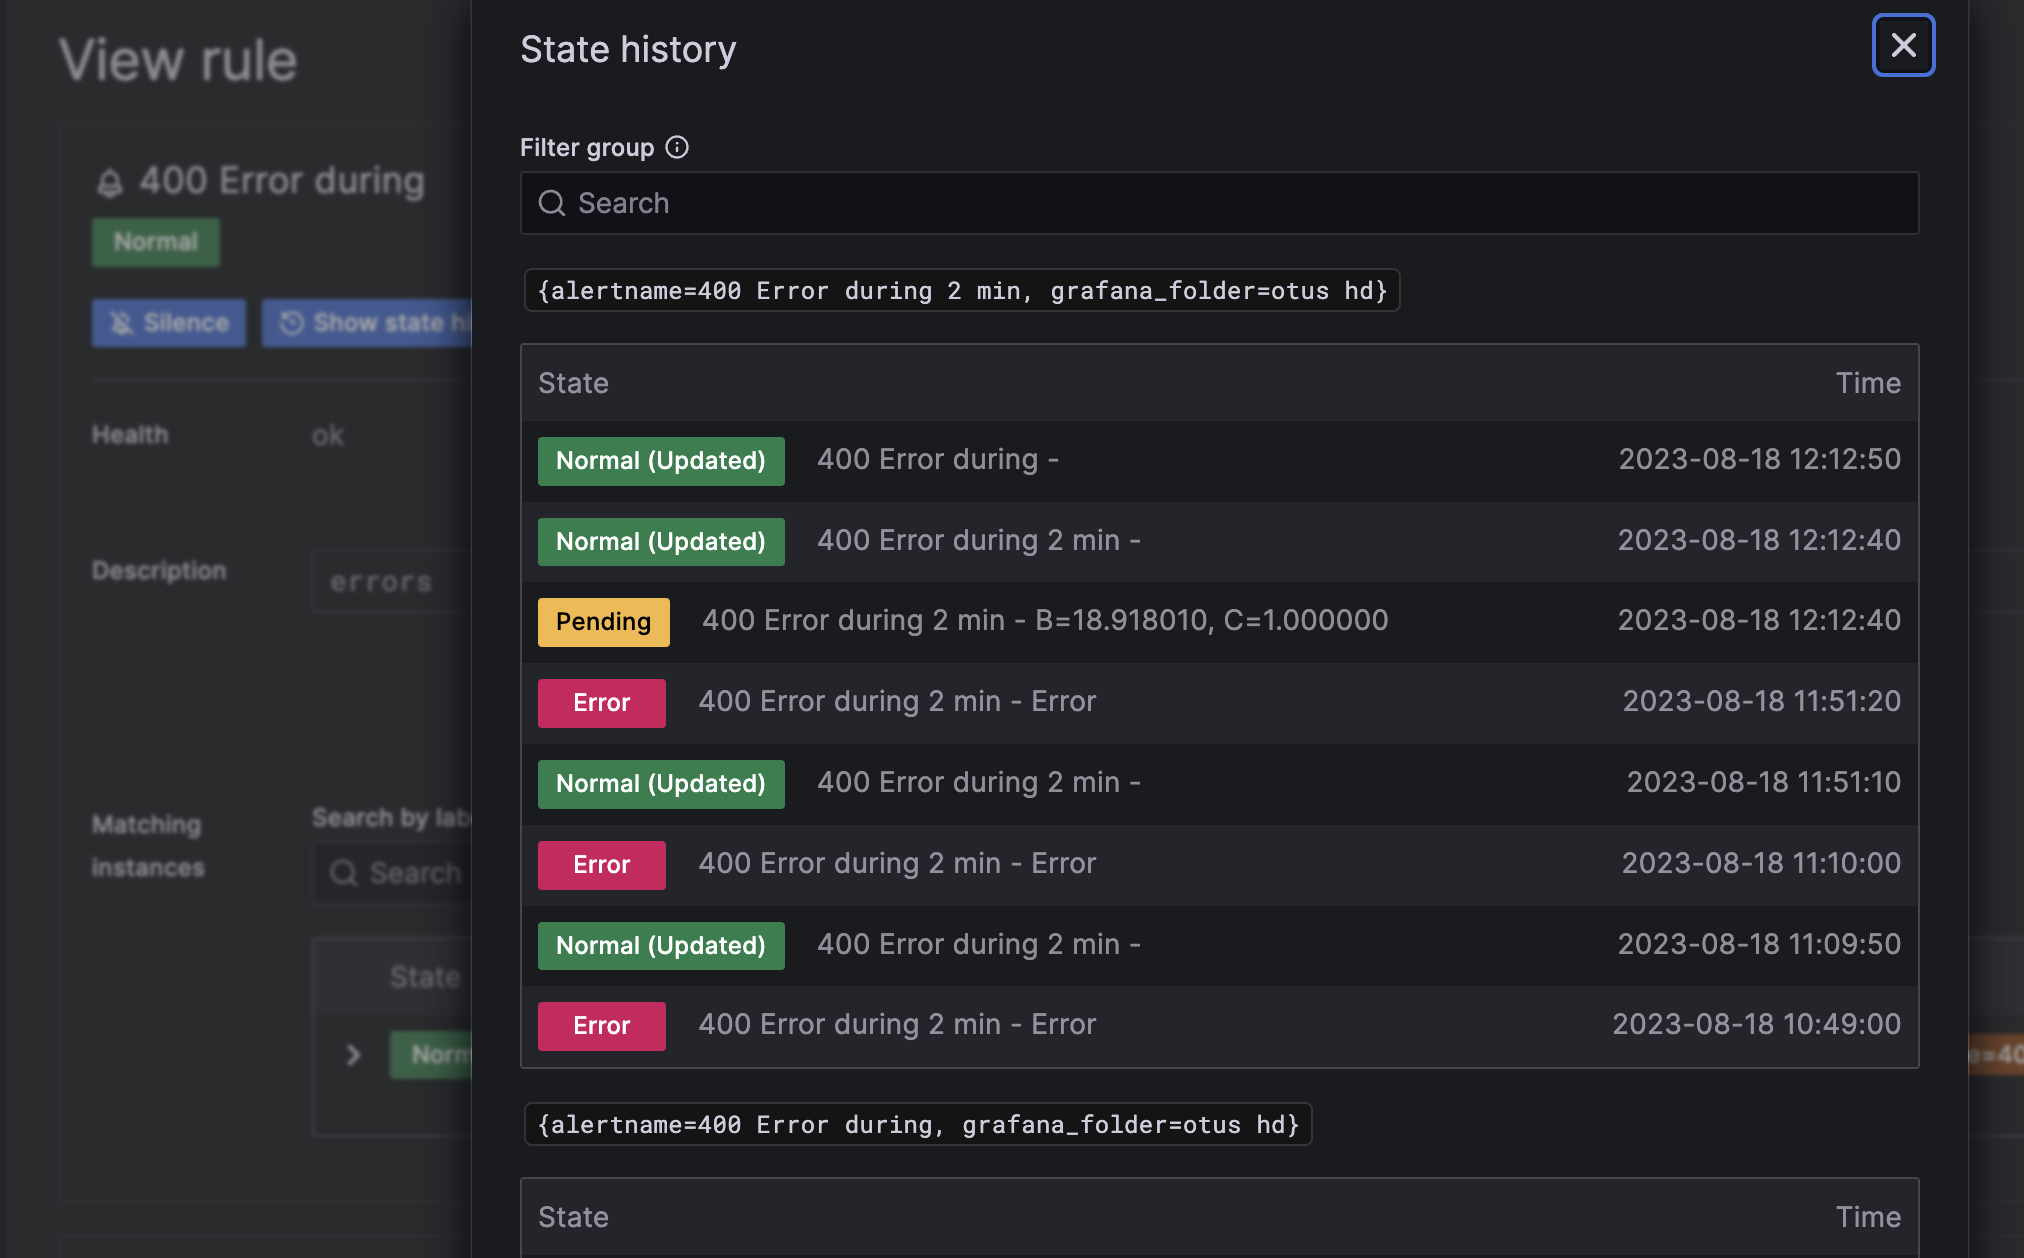 View rule
400 Error during
Normal
Silence
Show state hi
Health
ok
Description
errors
Matching
instances
Search by lab
Search
State
Norm
State history
Filter group
Search
{alertname=400 Error during 2 min, grafana_folder=otus hd}
State Time
Normal (Updated) 400 Error during - 2023-08-18 12:12:50
Normal (Updated) 400 Error during 2 min - 2023-08-18 12:12:40
Pending 400 Error during 2 min - B=18.918010, C=1.000000 2023-08-18 12:12:40
Error 400 Error during 2 min - Error 2023-08-18 11:51:20
Normal (Updated) 400 Error during 2 min - 2023-08-18 11:51:10
Error 400 Error during 2 min - Error 2023-08-18 11:10:00
Normal (Updated) 400 Error during 2 min - 2023-08-18 11:09:50
Error 400 Error during 2 min - Error 2023-08-18 10:49:00
{alertname=400 Error during, grafana_folder=otus hd}
State Time
e=40